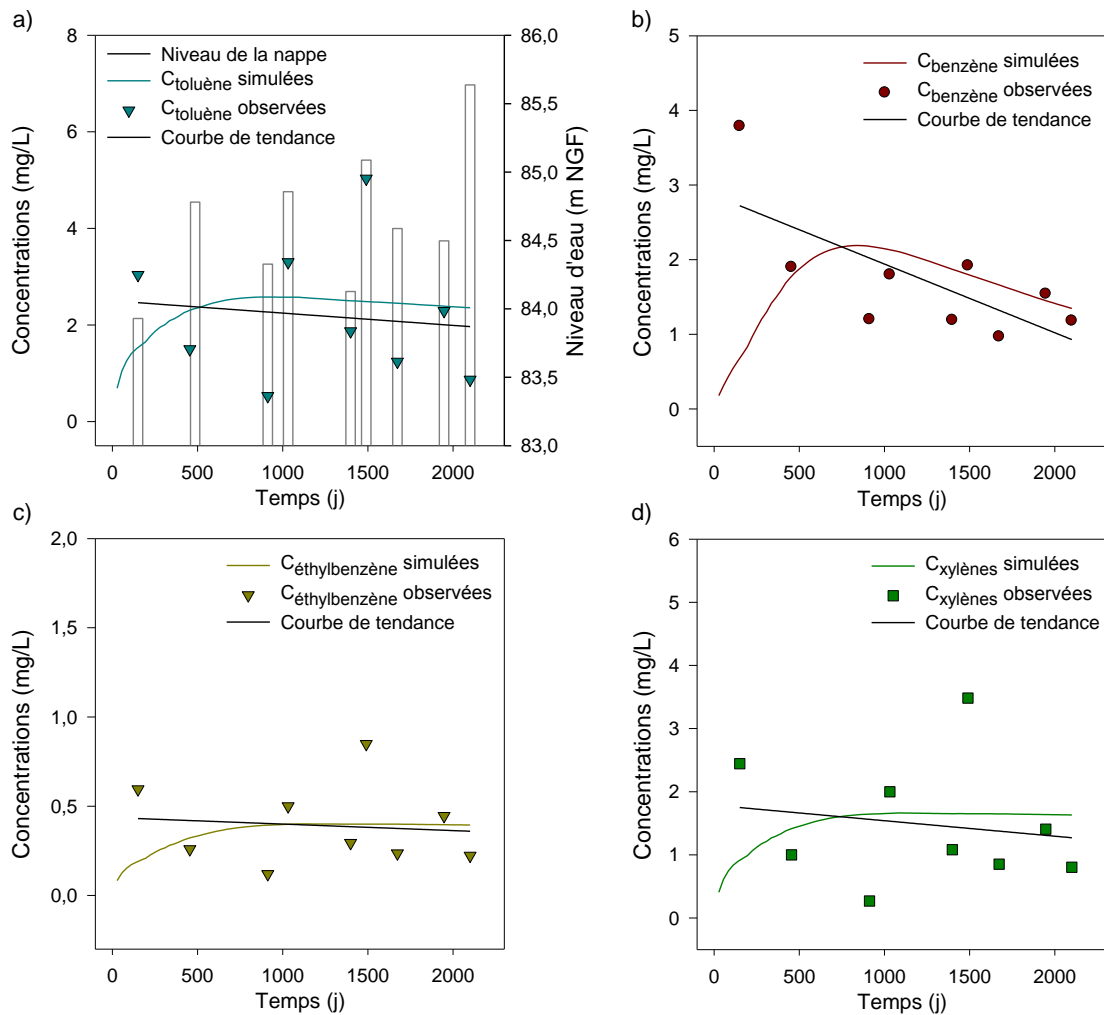 a)
8
6
4
2
0
Concentrations (mg/L)
Niveau de la nappe
Ctoluène simulées
Ctoluène observées
Courbe de tendance
86,0
85,5
85,0
84,5
84,0
83,5
83,0
Niveau d'eau (m NGF)
0 500 1000 1500 2000
Temps (j)
b)
5
4
3
2
1
0
Concentrations (mg/L)
Cbenzène simulées
Cbenzène observées
Courbe de tendance
0 500 1000 1500 2000
Temps (j)
c)
2,0
1,5
1,0
0,5
0,0
Concentrations (mg/L)
Céthylbenzène simulées
Céthylbenzène observées
Courbe de tendance
0 500 1000 1500 2000
Temps (j)
d)
6
5
4
3
2
1
0
Concentrations (mg/L)
Cxylènes simulées
Cxylènes observées
Courbe de tendance
0 500 1000 1500 2000
Temps (j)